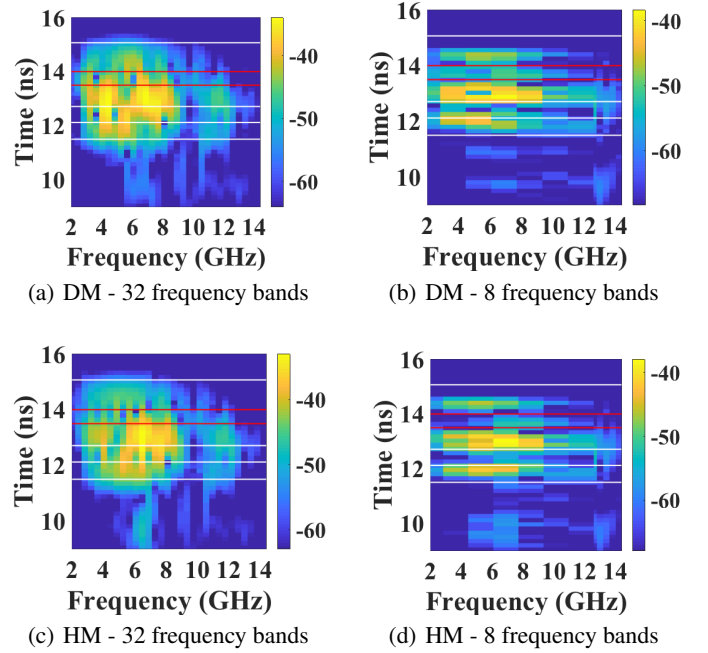 16
14
12
10
Time (ns)
2 4 6 8 10 12 14
Frequency (GHz)
-40
-50
-60
(a) DM - 32 frequency bands
16
14
12
10
Time (ns)
2 4 6 8 10 12 14
Frequency (GHz)
-40
-50
-60
(b) DM - 8 frequency bands
16
14
12
10
Time (ns)
2 4 6 8 10 12 14
Frequency (GHz)
-40
-50
-60
(c) HM - 32 frequency bands
16
14
12
10
Time (ns)
2 4 6 8 10 12 14
Frequency (GHz)
-40
-50
-60
(d) HM - 8 frequency bands